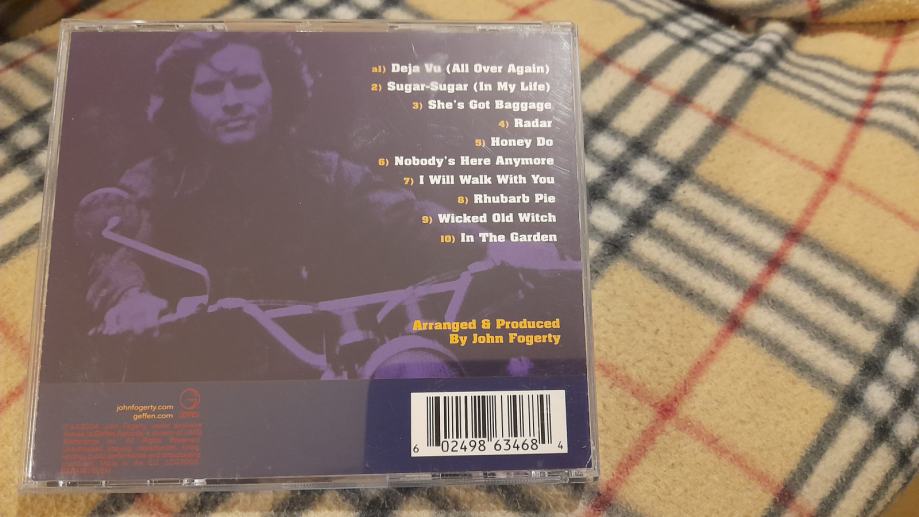 a1) Deja Vu (All Over Again)
2) Sugar-Sugar (In My Life)
3) She's Got Baggage
4) Radar
5) Honey Do
6) Nobody's Here Anymore
7) I Will Walk With You
8) Rhubarb Pie
9) Wicked Old Witch
10) In The Garden
Arranged & Produced
By John Fogerty
johnfogerty.com
geffen.com
GEFFEN
6 02498 63468 4